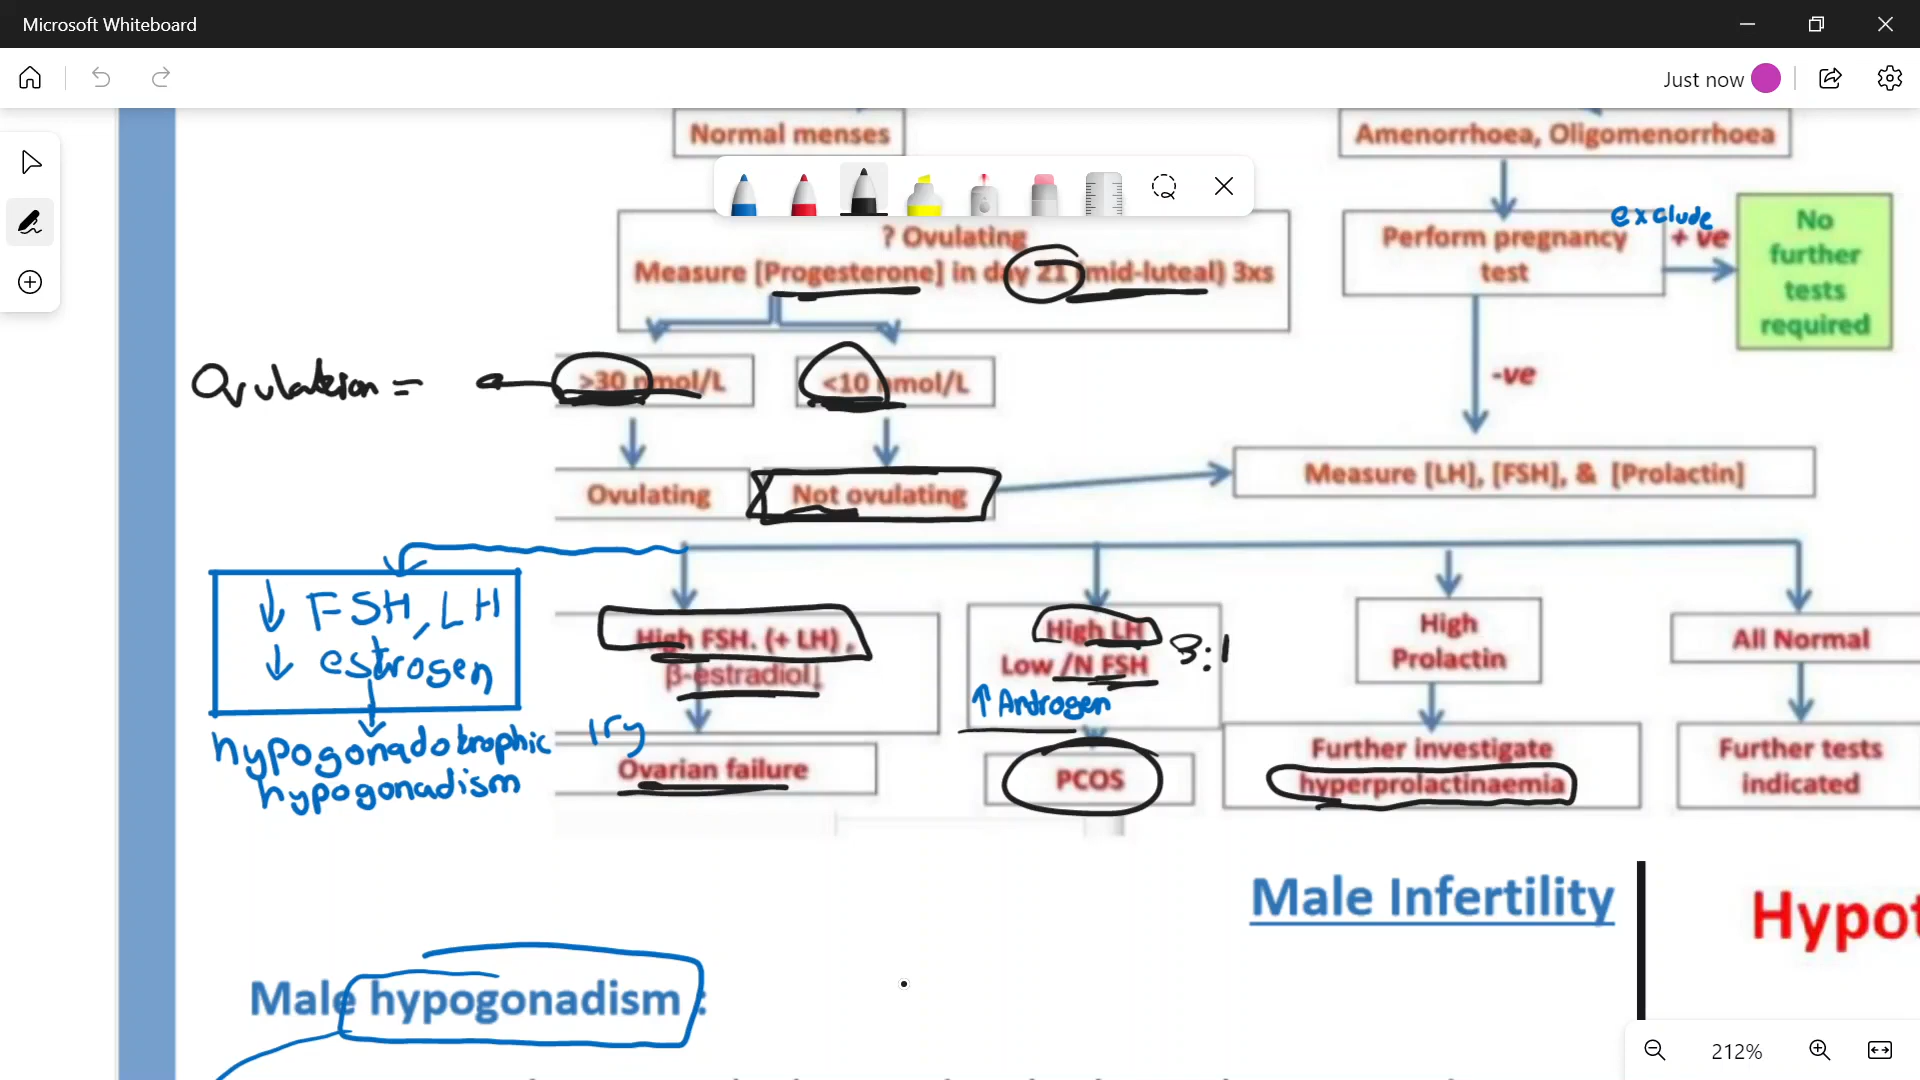 Microsoft Whiteboard
Just now
Normal menses
Amenorrhoea, Oligomenorrhoea
? Ovulating
Measure [Progesterone] in day 21 (mid-luteal) 3xs
Perform pregnancy
test
exclude
+ ve
No
further
tests
required
-ve
Ovulation =
>30 nmol/L
<10 nmol/L
Ovulating
Not ovulating
Measure [LH], [FSH], & [Prolactin]
↓ FSH, LH
↓ estrogen
hypogonadotrophic
hypogonadism
High FSH. (+ LH) ,
β-estradiol↓
Iry
Ovarian failure
High LH
Low /N FSH
3:1
↑ Antrogen
PCOS
High
Prolactin
Further investigate
hyperprolactinaemia
All Normal
Further tests
indicated
Male Infertility
Hypot
Male hypogonadism :
212%